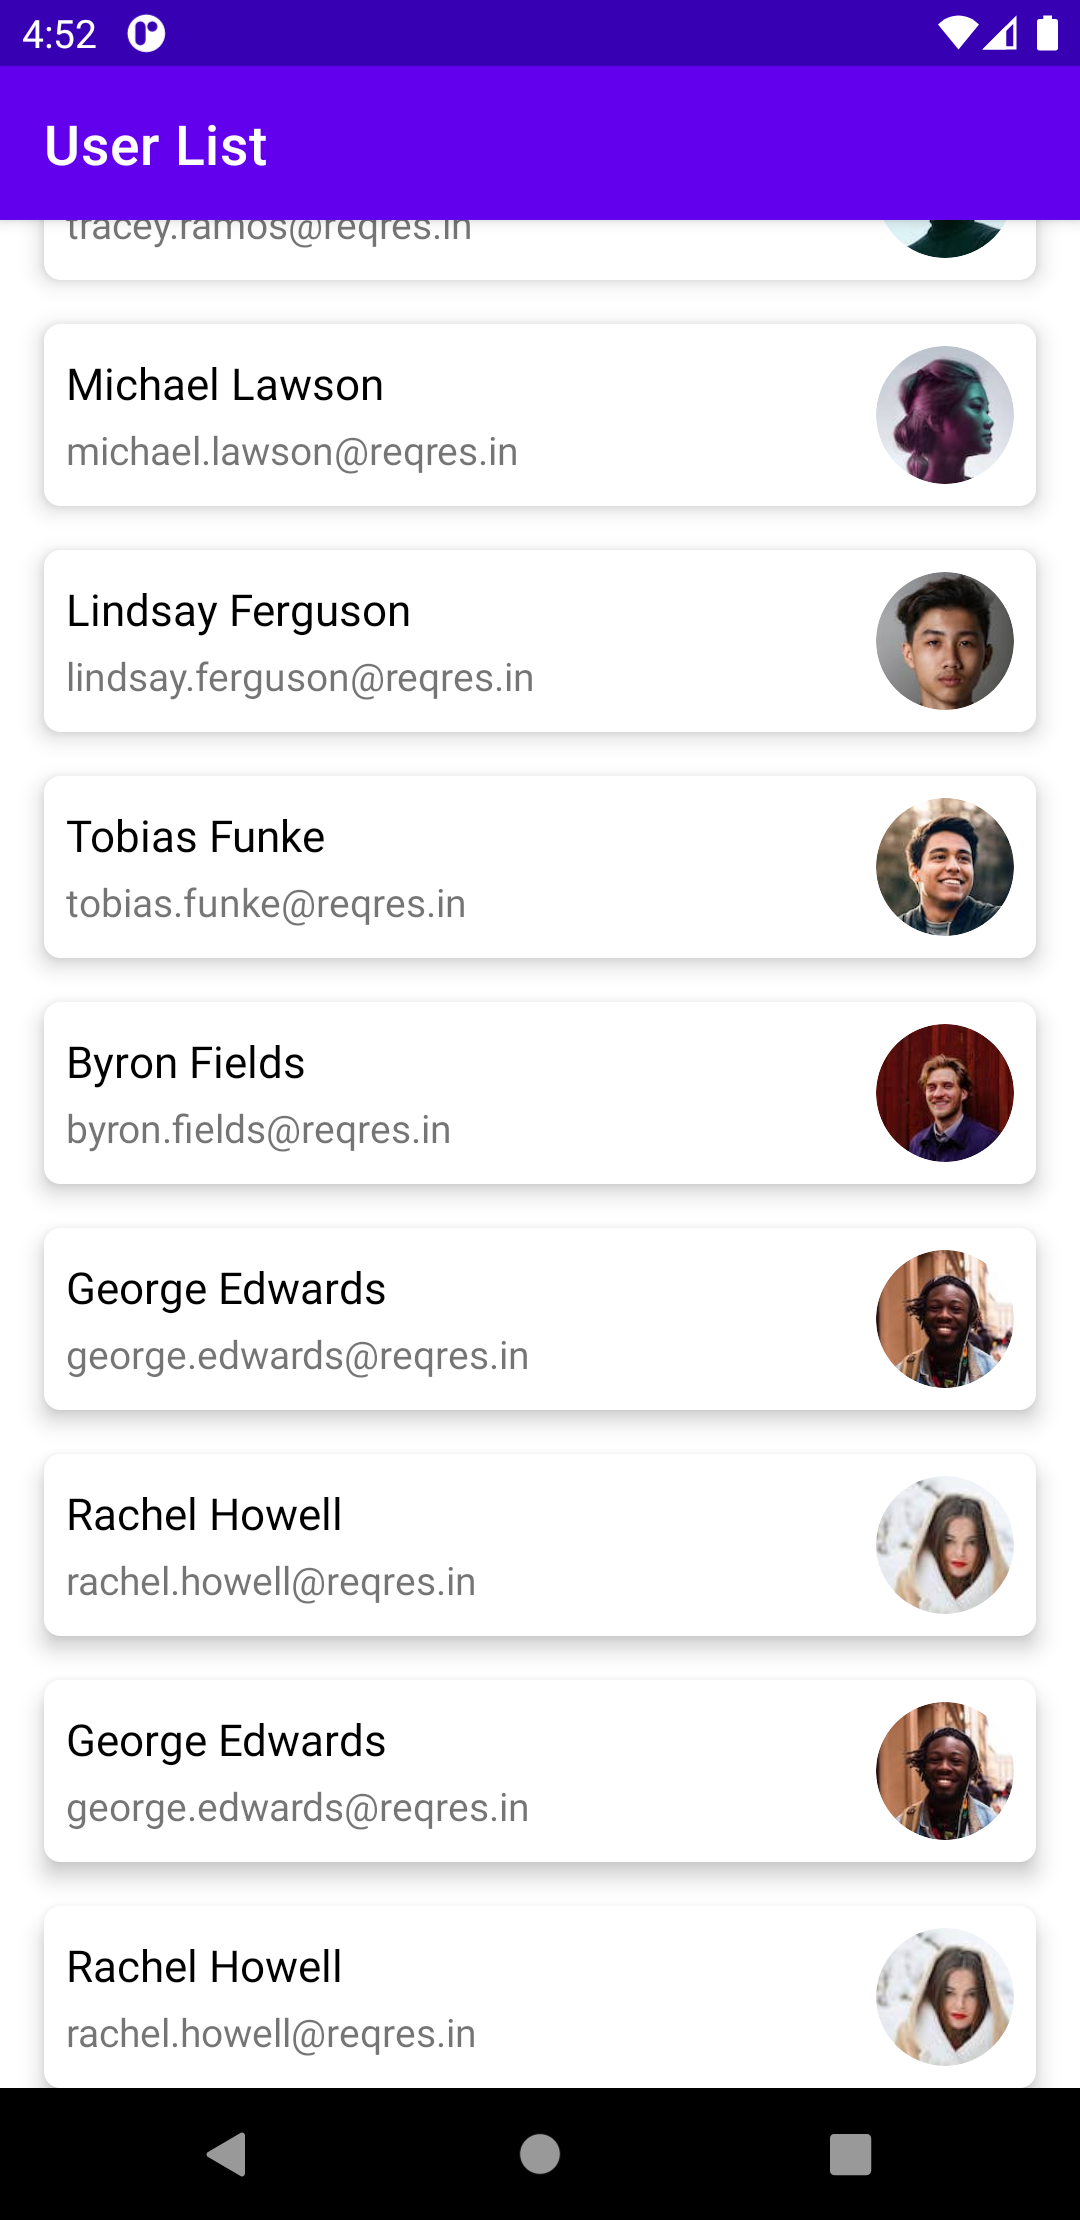 4:52
User List
tracey.ramos@reqres.in
Michael Lawson
michael.lawson@reqres.in
Lindsay Ferguson
lindsay.ferguson@reqres.in
Tobias Funke
tobias.funke@reqres.in
Byron Fields
byron.fields@reqres.in
George Edwards
george.edwards@reqres.in
Rachel Howell
rachel.howell@reqres.in
George Edwards
george.edwards@reqres.in
Rachel Howell
rachel.howell@reqres.in